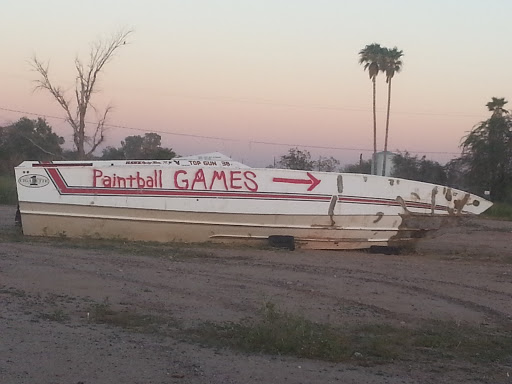 TOP GUN 38
Paintball GAMES